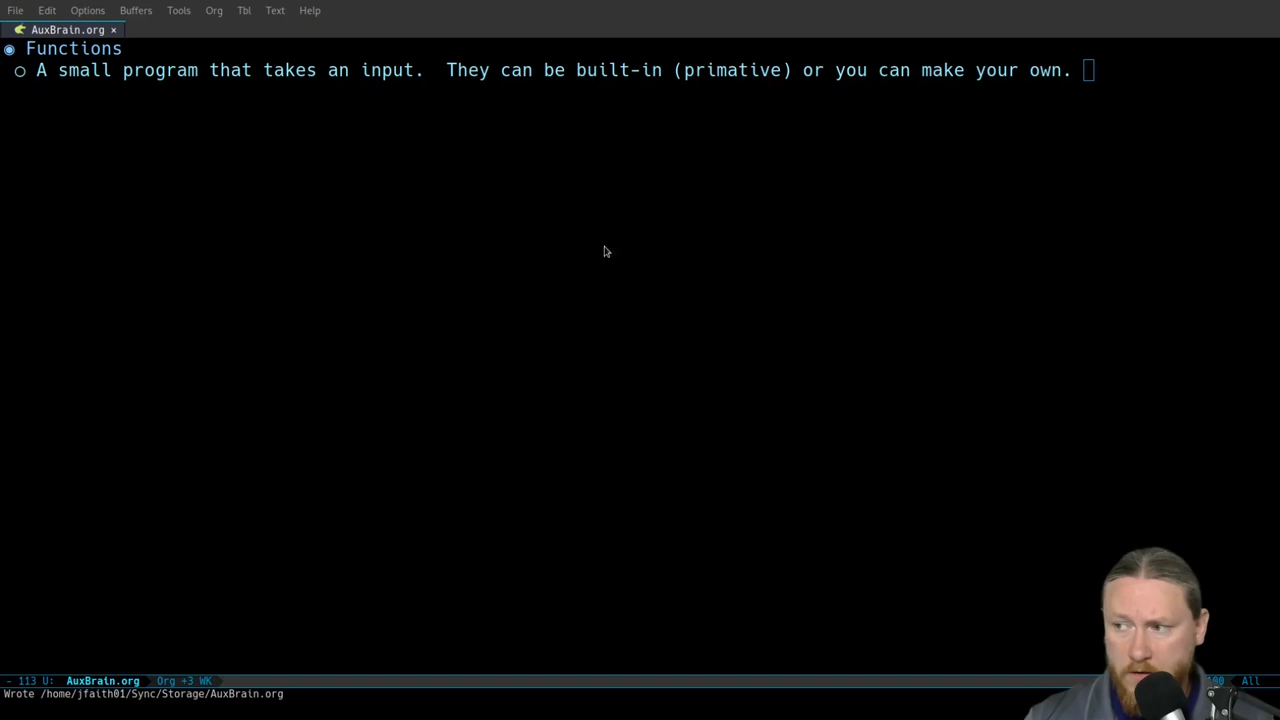 File Edit Options Buffers Tools Org Tbl Text Help
AuxBrain.org ×
◉ Functions
○ A small program that takes an input.  They can be built-in (primative) or you can make your own.
- 113 U: AuxBrain.org Org +3 WK All
Wrote /home/jfaith01/Sync/Storage/AuxBrain.org